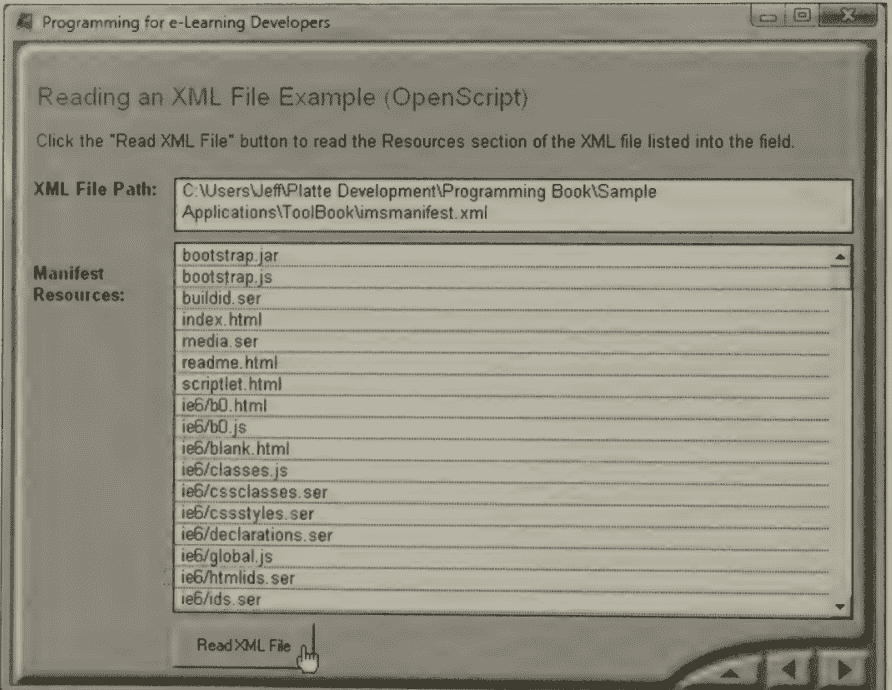 Programming for e-Learning Developers
Reading an XML File Example (OpenScript)
Click the "Read XML File" button to read the Resources section of the XML file listed into the field.
XML File Path:
C:\Users\Jeff\Platte Development\Programming Book\Sample
Applications\ToolBook\imsmanifest.xml
Manifest
Resources:
bootstrap.jar
bootstrap.js
buildid.ser
index.html
media.ser
readme.html
scriptlet.html
ie6/b0.html
ie6/b0.js
ie6/blank.html
ie6/classes.js
ie6/cssclasses.ser
ie6/cssstyles.ser
ie6/declarations.ser
ie6/global.js
ie6/htmlids.ser
ie6/ids.ser
Read XML File